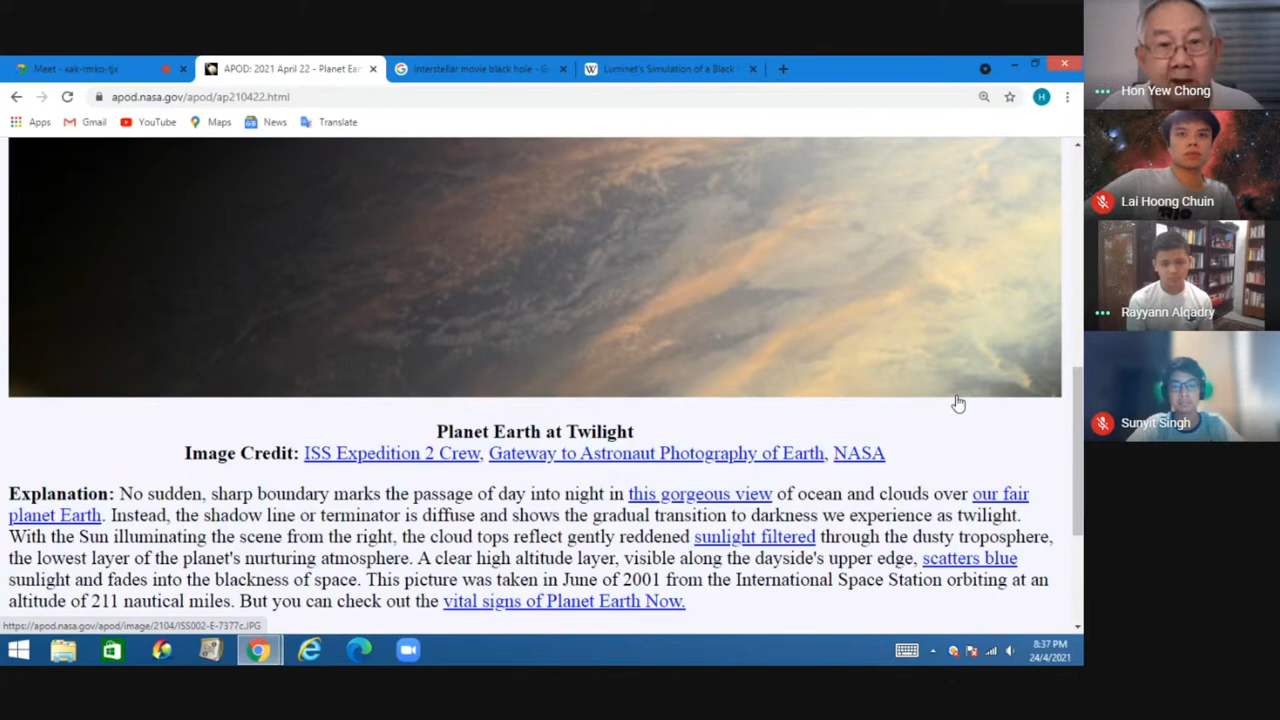 Meet - xak-rmko-tjx
APOD: 2021 April 22 - Planet Ear
interstellar movie black hole - G
Luminet's Simulation of a Black
apod.nasa.gov/apod/ap210422.html
H
Apps Gmail YouTube Maps News Translate
Planet Earth at Twilight
Image Credit: ISS Expedition 2 Crew, Gateway to Astronaut Photography of Earth, NASA
Explanation: No sudden, sharp boundary marks the passage of day into night in this gorgeous view of ocean and clouds over our fair
planet Earth. Instead, the shadow line or terminator is diffuse and shows the gradual transition to darkness we experience as twilight.
With the Sun illuminating the scene from the right, the cloud tops reflect gently reddened sunlight filtered through the dusty troposphere,
the lowest layer of the planet's nurturing atmosphere. A clear high altitude layer, visible along the dayside's upper edge, scatters blue
sunlight and fades into the blackness of space. This picture was taken in June of 2001 from the International Space Station orbiting at an
altitude of 211 nautical miles. But you can check out the vital signs of Planet Earth Now.
https://apod.nasa.gov/apod/image/2104/ISS002-E-7377c.JPG
8:37 PM
24/4/2021
Hon Yew Chong
Lai Hoong Chuin
Rayyann Alqadry
Sunyit Singh